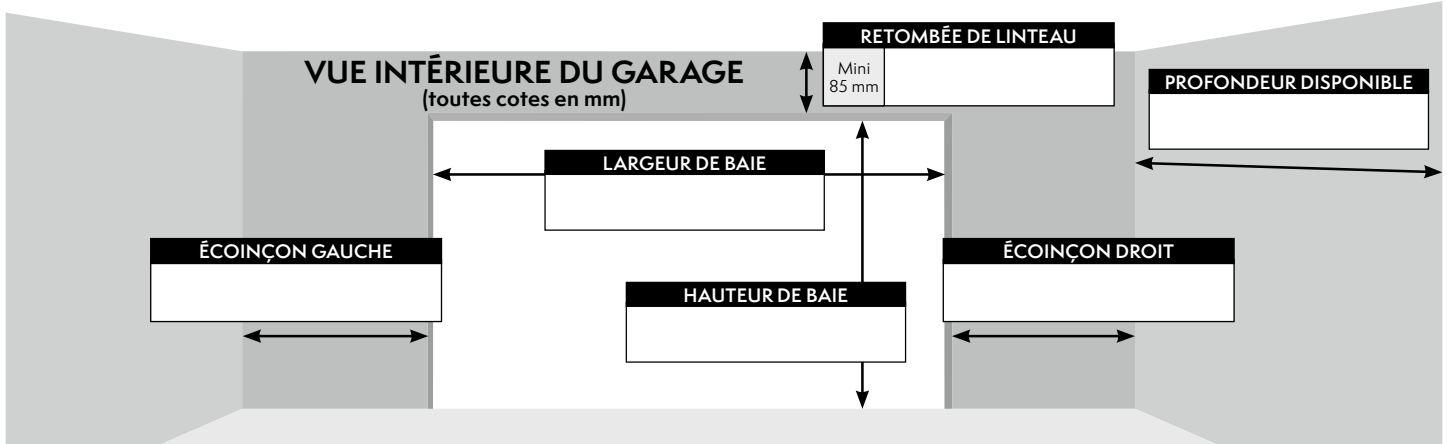 VUE INTÉRIEURE DU GARAGE
(toutes cotes en mm)
RETOMBÉE DE LINTEAU
Mini
85 mm
PROFONDEUR DISPONIBLE
LARGEUR DE BAIE
ÉCOINÇON GAUCHE
ÉCOINÇON DROIT
HAUTEUR DE BAIE